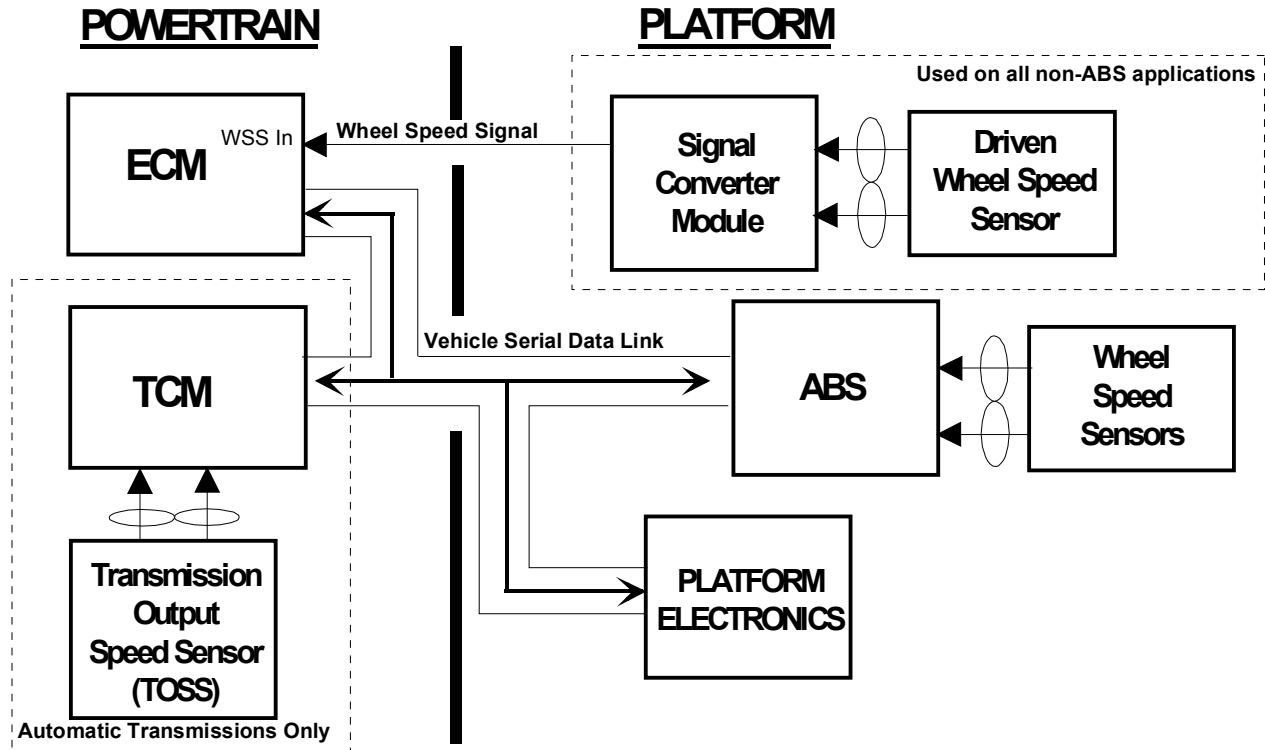 POWERTRAIN
PLATFORM
Used on all non-ABS applications
ECM
WSS In
Wheel Speed Signal
Signal
Converter
Module
Driven
Wheel Speed
Sensor
TCM
Vehicle Serial Data Link
ABS
Wheel
Speed
Sensors
Transmission
Output
Speed Sensor
(TOSS)
Automatic Transmissions Only
PLATFORM
ELECTRONICS